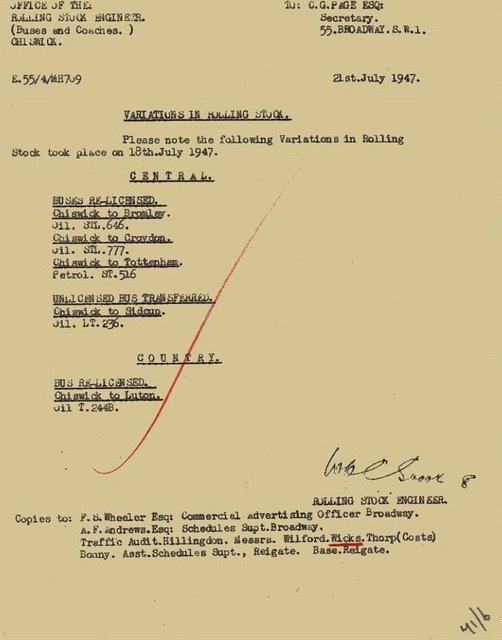 OFFICE OF THE:
ROLLING STOCK ENGINEER.
(Buses and Coaches. )
CHISWICK.
To: C.G.PAGE ESQ:
Secretary.
55.BROADWAY.S.W.1.
E.55/4/MH709
21st.July 1947.
VARIATIONS IN ROLLING STOCK.
Please note the following Variations in Rolling
Stock took place on 18th.July 1947.
CENTRAL.
BUSES RE-LICENSED.
Chiswick to Bromley.
Oil. STL.646.
Chiswick to Croydon.
Oil. STL.777.
Chiswick to Tottenham.
Petrol. ST.516
UNLICENSED BUS TRANSFERRED.
Chiswick to Sidcup.
Oil. LT.236.
COUNTRY.
BUS RE-LICENSED.
Chiswick to Luton.
Oil T.244B.
8
ROLLING STOCK ENGINEER.
Copies to: F.S.Wheeler Esq: Commercial Advertising Officer Broadway.
A.F.Andrews.Esq: Schedules Supt.Broadway.
Traffic Audit.Hillingdon. Messrs. Wilford.Wicks.Thorp(Costs)
Bonny. Asst.Schedules Supt., Reigate. Base.Reigate.
41/6